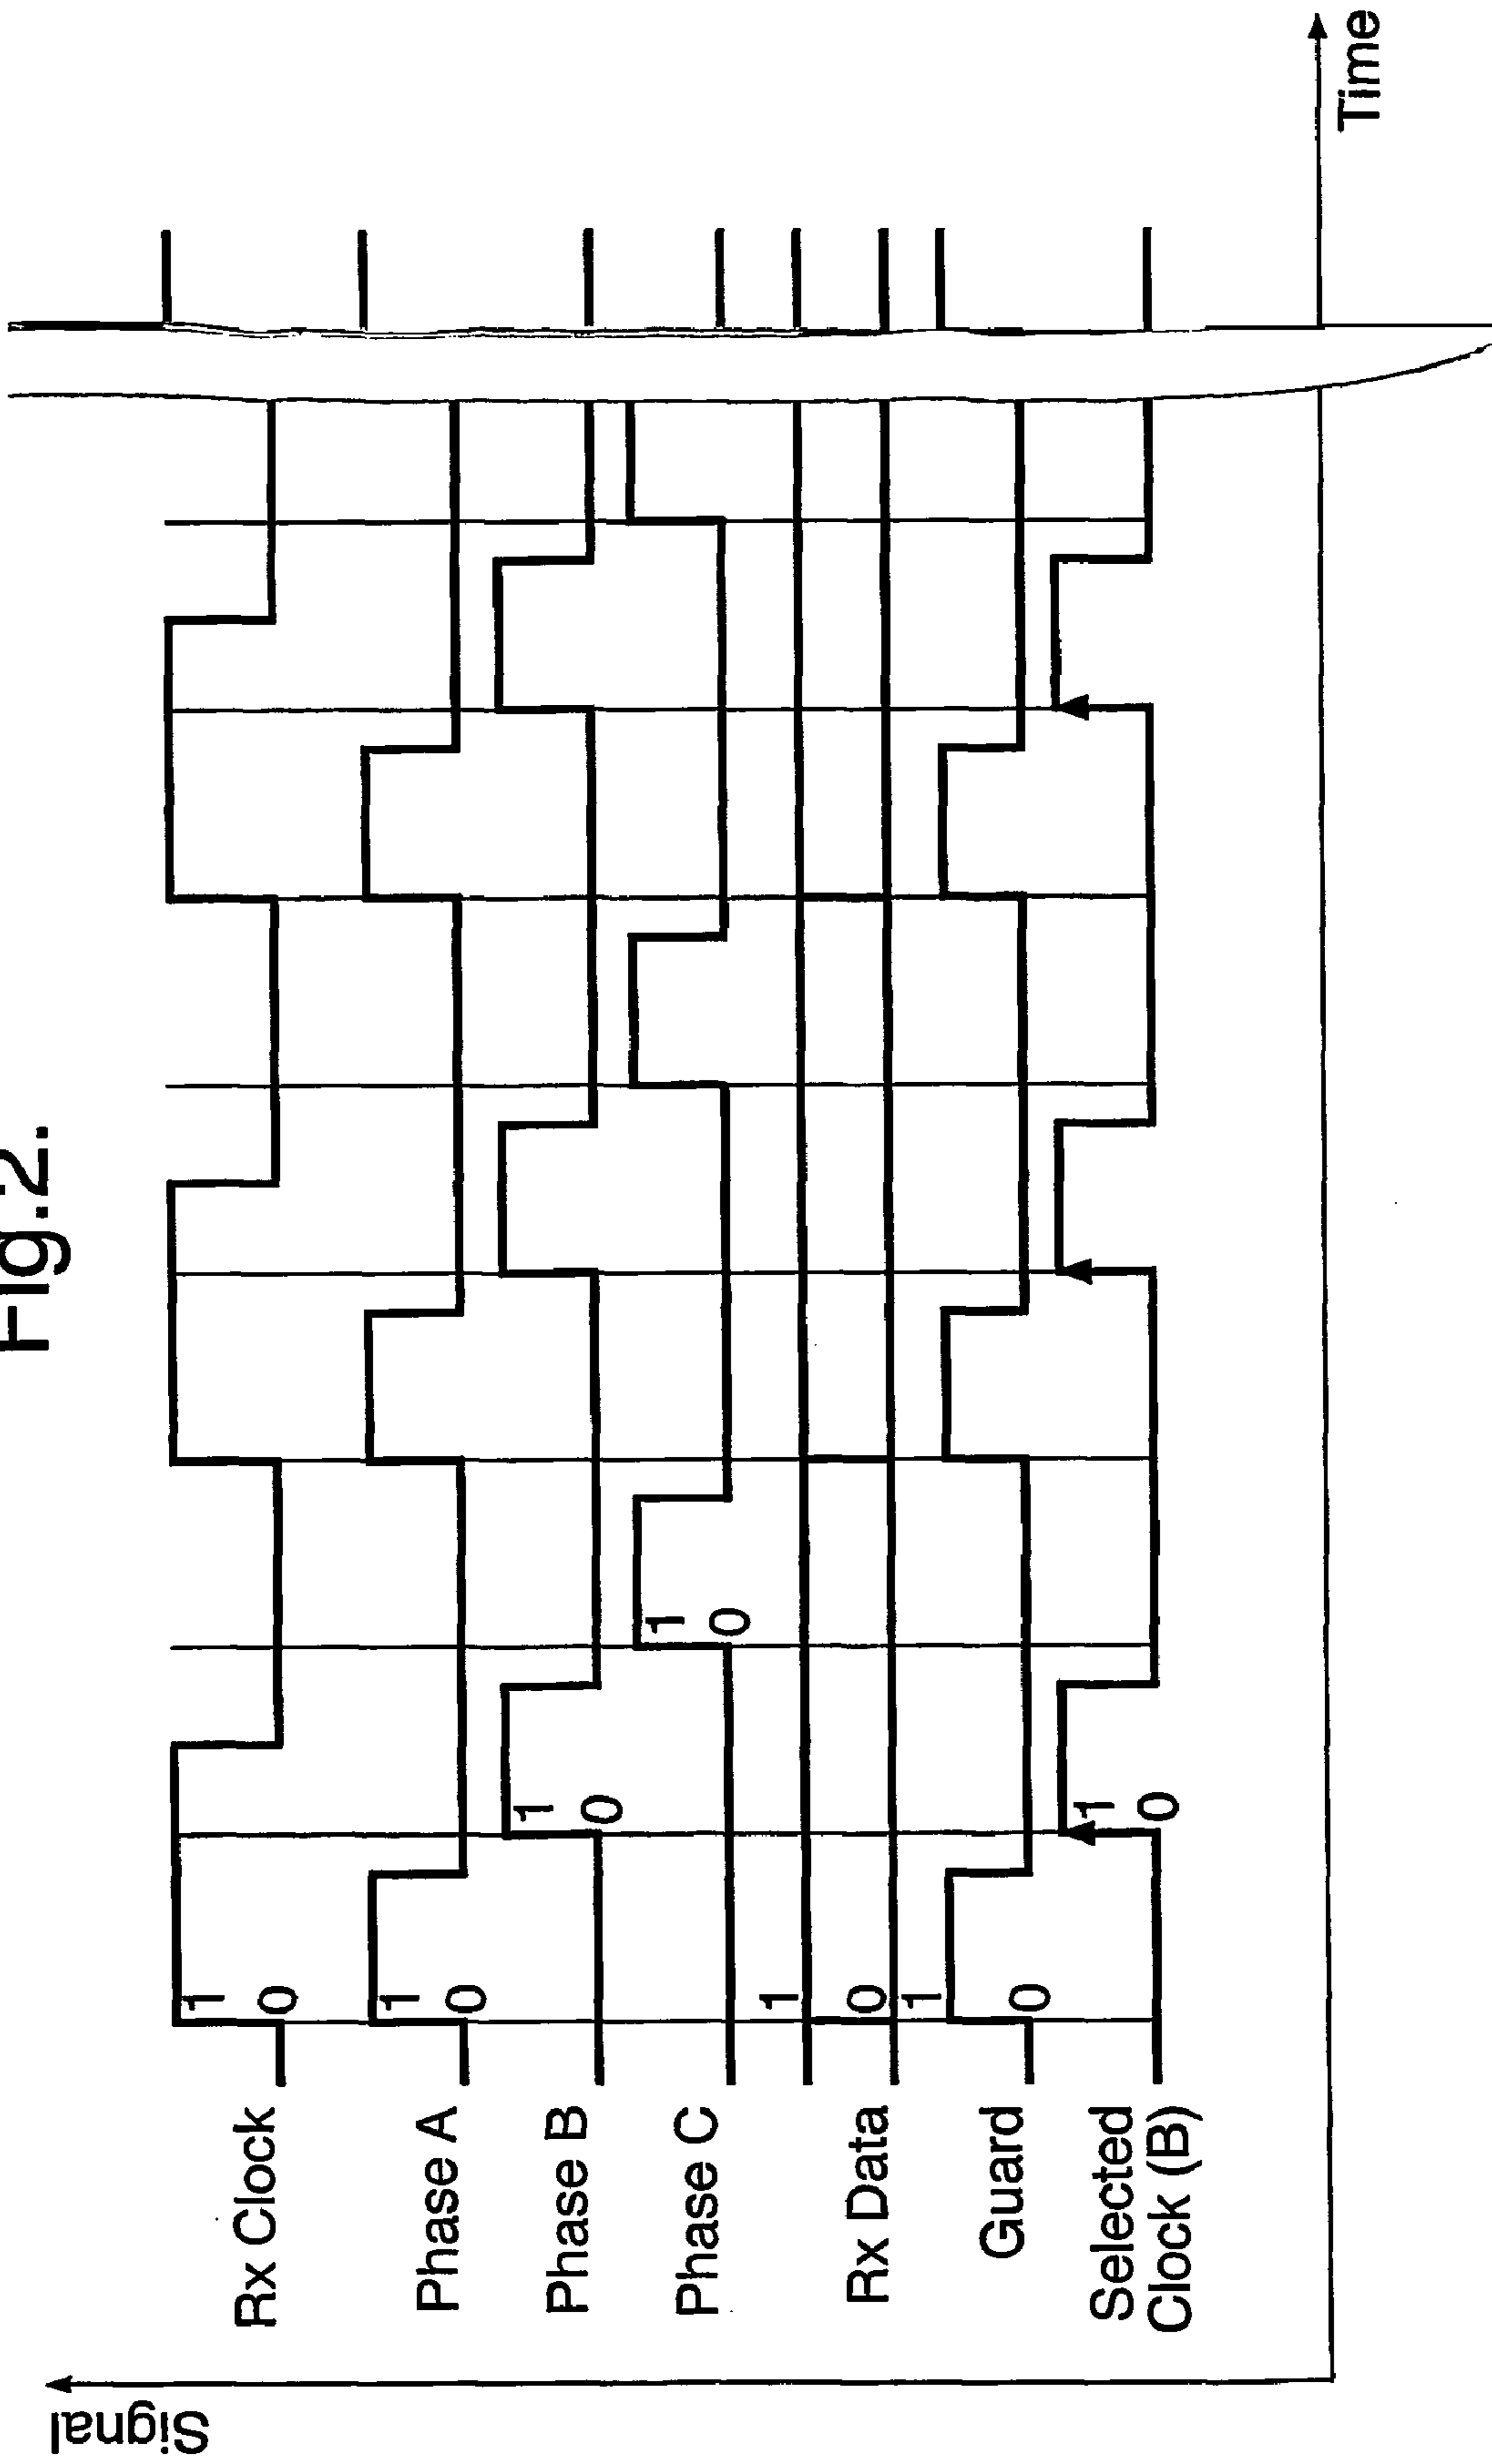 Fig.2.
Signal
Rx Clock
1
0
Phase A
1
0
Phase B
1
0
Phase C
1
0
Rx Data
1
0
Guard
1
0
Selected
Clock (B)
1
0
Time